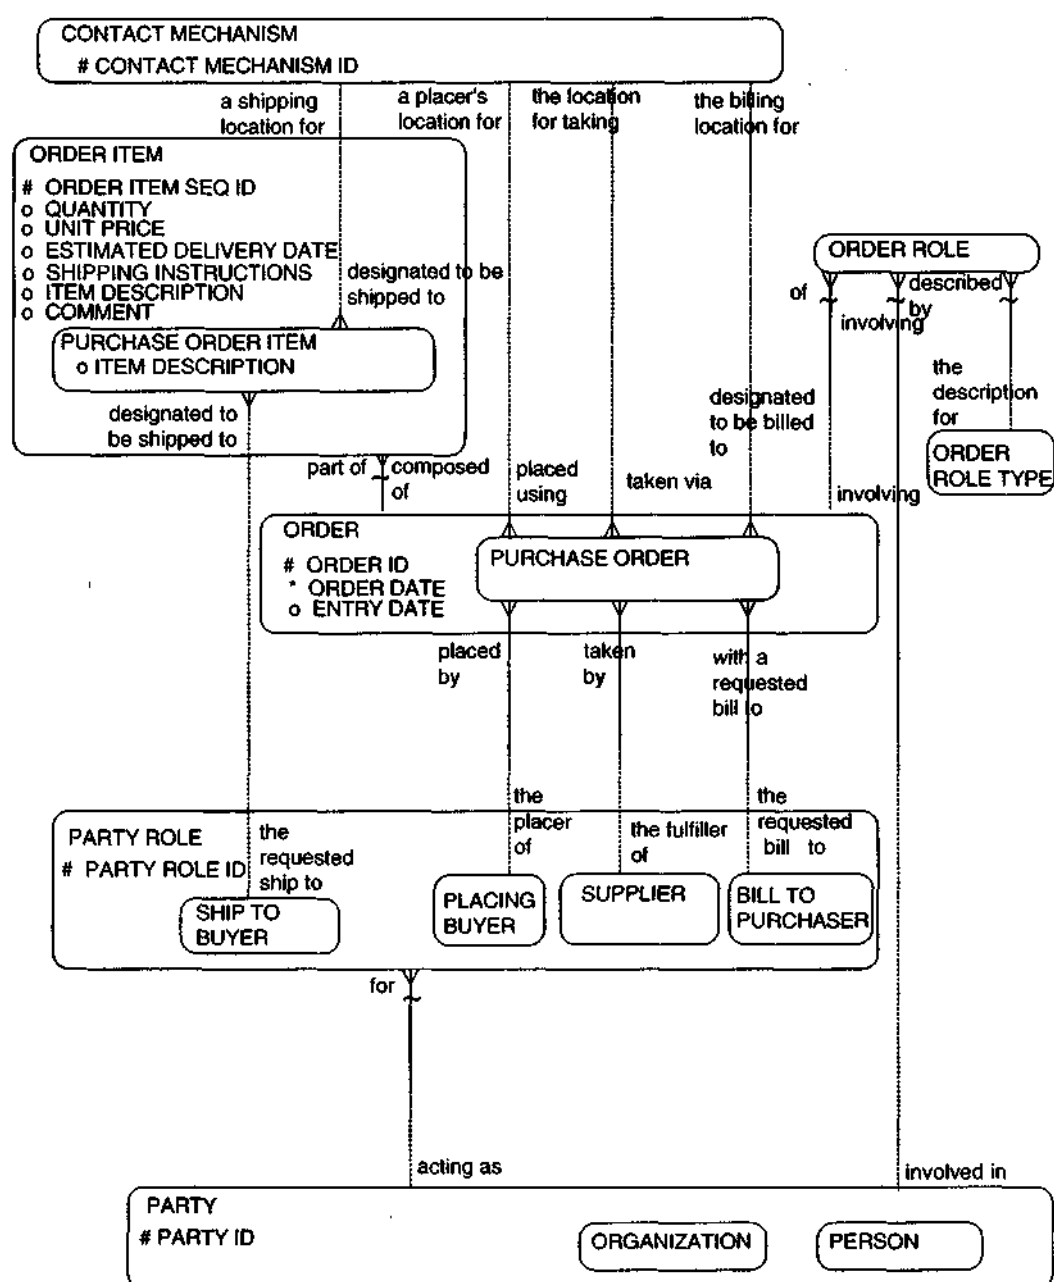 CONTACT MECHANISM
# CONTACT MECHANISM ID
a shipping
location for
a placer's
location for
the location
for taking
the billing
location for
ORDER ITEM
# ORDER ITEM SEQ ID
o QUANTITY
o UNIT PRICE
o ESTIMATED DELIVERY DATE
o SHIPPING INSTRUCTIONS
o ITEM DESCRIPTION
o COMMENT
designated to be
shipped to
PURCHASE ORDER ITEM
o ITEM DESCRIPTION
designated to
be shipped to
ORDER ROLE
of
involving
described
by
the
description
for
ORDER
ROLE TYPE
designated
to be billed
to
part of
composed
of
placed
using
taken via
involving
ORDER
# ORDER ID
* ORDER DATE
o ENTRY DATE
PURCHASE ORDER
placed
by
taken
by
with a
requested
bill to
PARTY ROLE
# PARTY ROLE ID
the
requested
ship to
the
placer
of
the fulfiller
of
the
requested
bill to
SHIP TO
BUYER
PLACING
BUYER
SUPPLIER
BILL TO
PURCHASER
for
acting as
involved in
PARTY
# PARTY ID
ORGANIZATION
PERSON